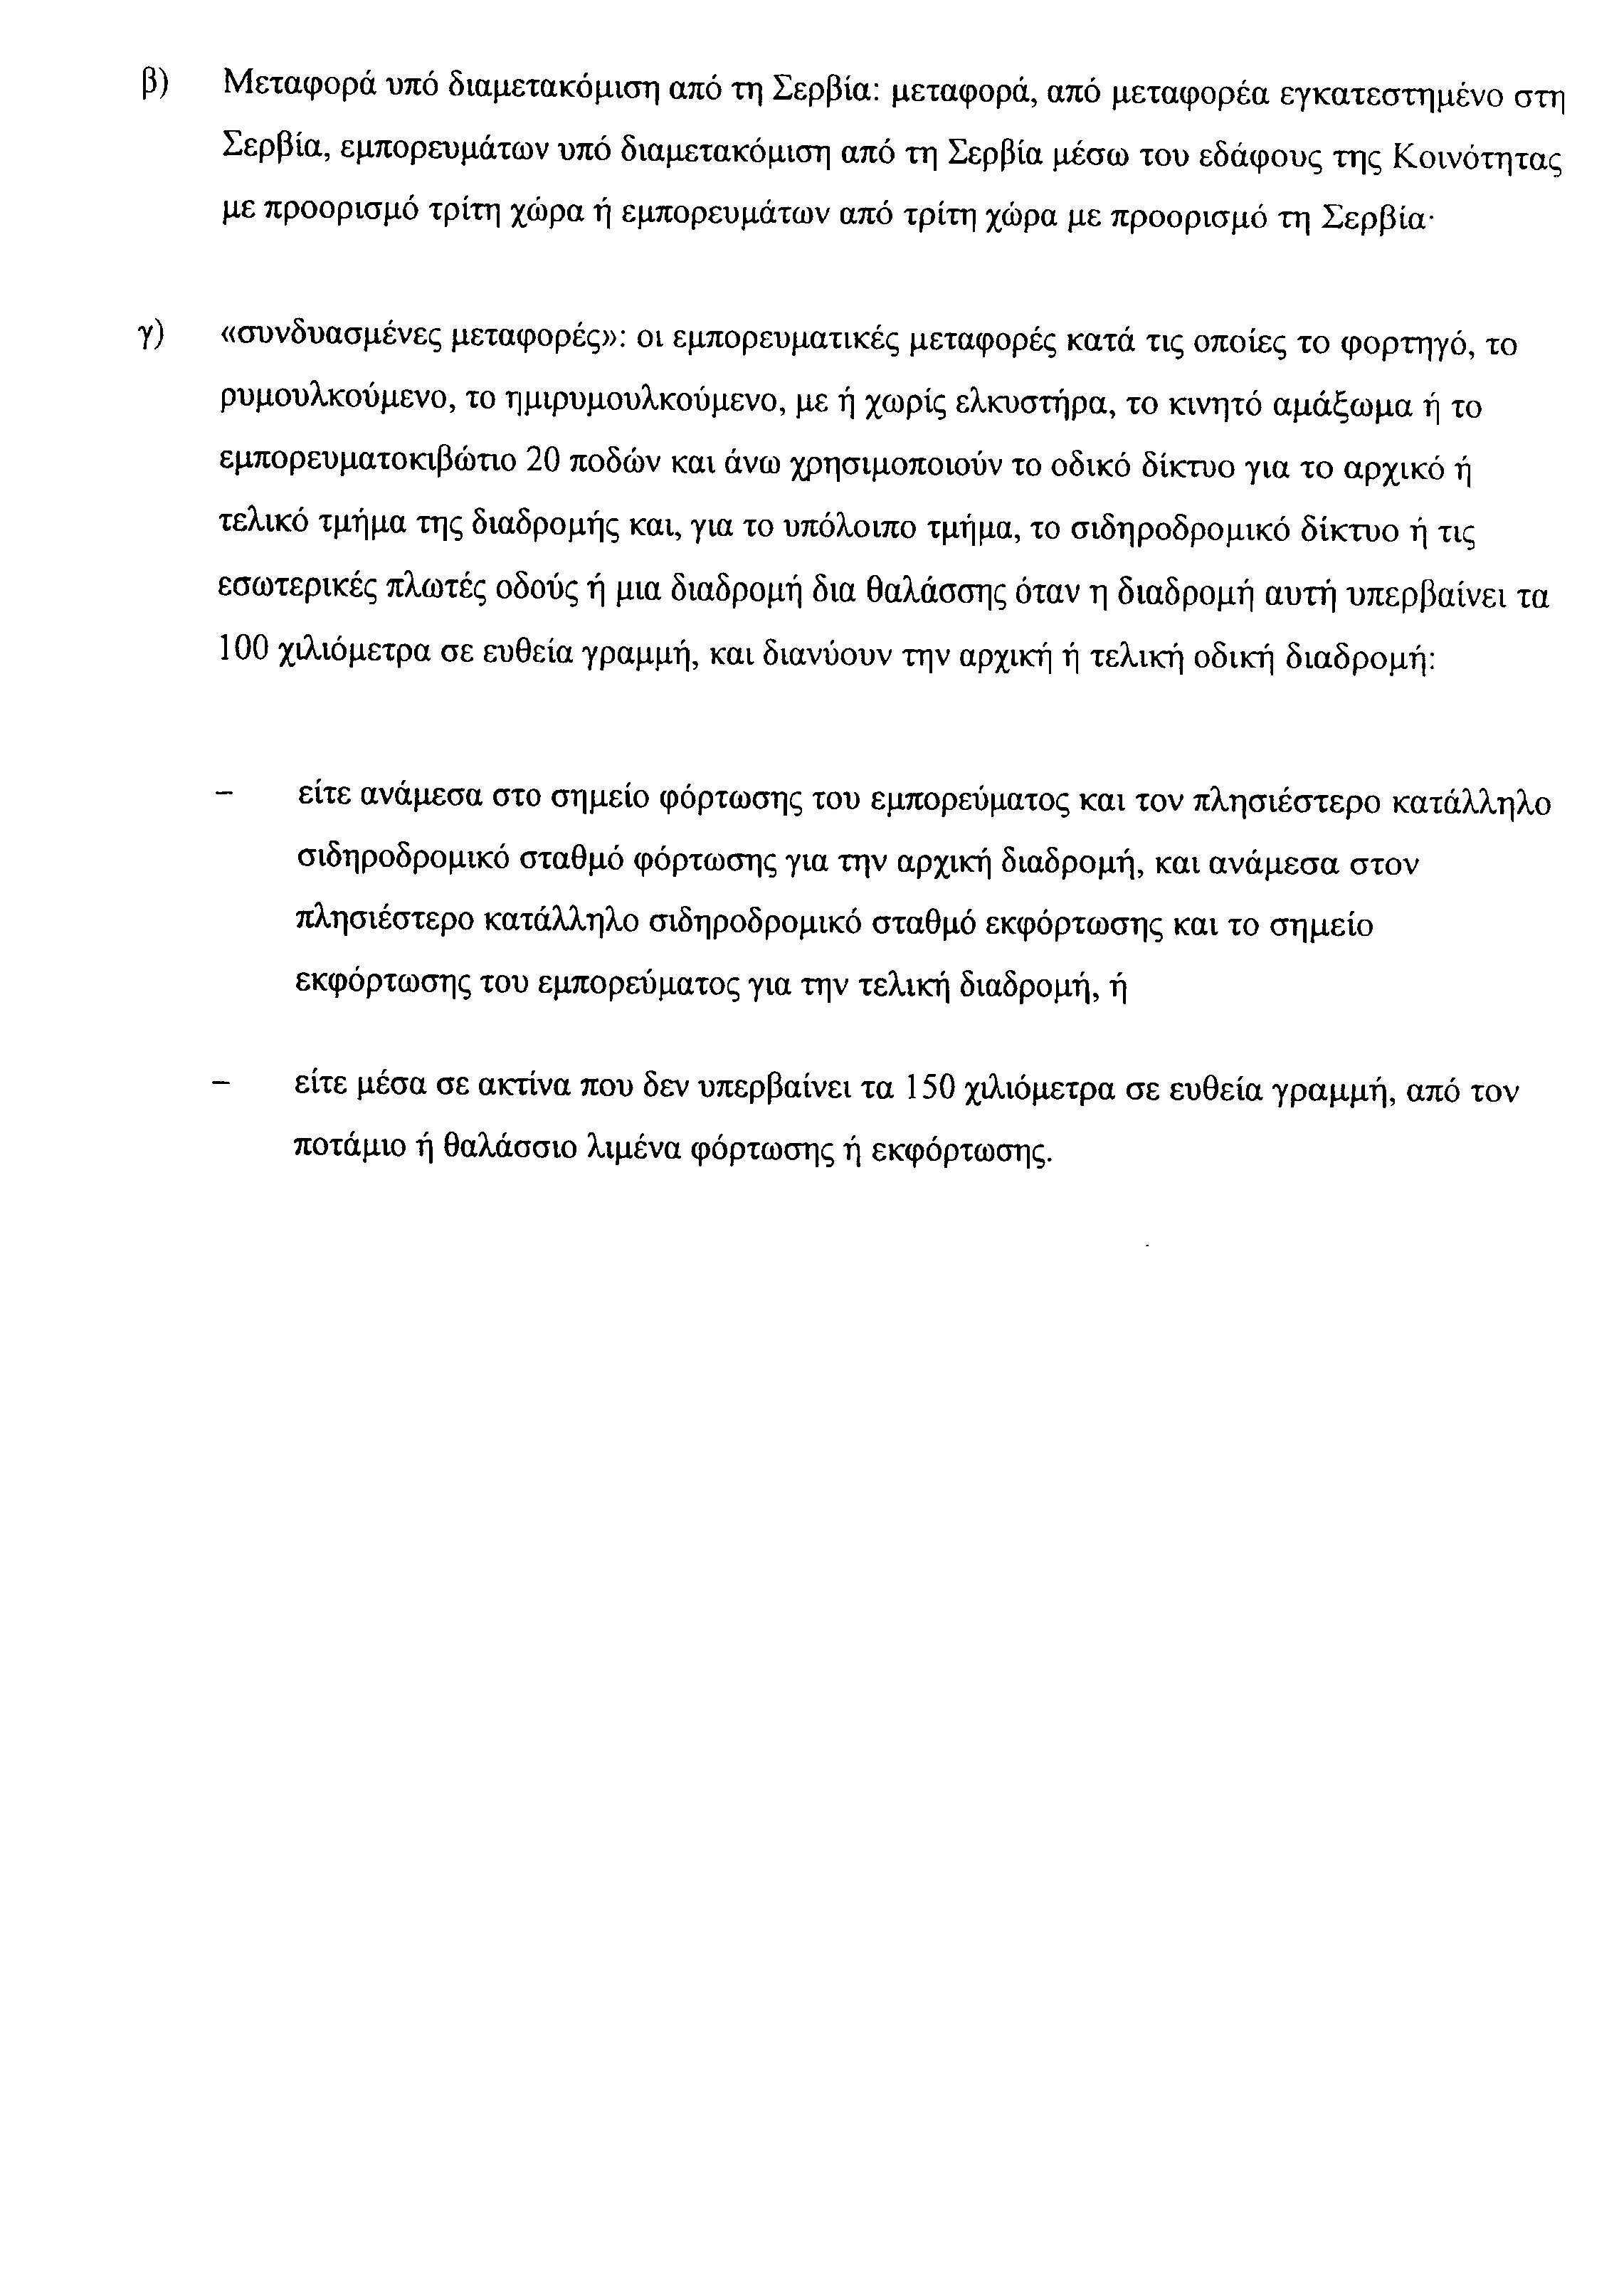 β) Μεταφορά υπό διαμετακόμιση από τη Σερβία: μεταφορά, από μεταφορέα εγκατεστημένο στη
Σερβία, εμπορευμάτων υπό διαμετακόμιση από τη Σερβία μέσω του εδάφους της Κοινότητας
με προορισμό τρίτη χώρα ή εμπορευμάτων από τρίτη χώρα με προορισμό τη Σερβία·
γ) «συνδυασμένες μεταφορές»: οι εμπορευματικές μεταφορές κατά τις οποίες το φορτηγό, το
ρυμουλκούμενο, το ημιρυμουλκούμενο, με ή χωρίς ελκυστήρα, το κινητό αμάξωμα ή το
εμπορευματοκιβώτιο 20 ποδών και άνω χρησιμοποιούν το οδικό δίκτυο για το αρχικό ή
τελικό τμήμα της διαδρομής και, για το υπόλοιπο τμήμα, το σιδηροδρομικό δίκτυο ή τις
εσωτερικές πλωτές οδούς ή μια διαδρομή δια θαλάσσης όταν η διαδρομή αυτή υπερβαίνει τα
100 χιλιόμετρα σε ευθεία γραμμή, και διανύουν την αρχική ή τελική οδική διαδρομή:
– είτε ανάμεσα στο σημείο φόρτωσης του εμπορεύματος και τον πλησιέστερο κατάλληλο
σιδηροδρομικό σταθμό φόρτωσης για την αρχική διαδρομή, και ανάμεσα στον
πλησιέστερο κατάλληλο σιδηροδρομικό σταθμό εκφόρτωσης και το σημείο
εκφόρτωσης του εμπορεύματος για την τελική διαδρομή, ή
– είτε μέσα σε ακτίνα που δεν υπερβαίνει τα 150 χιλιόμετρα σε ευθεία γραμμή, από τον
ποτάμιο ή θαλάσσιο λιμένα φόρτωσης ή εκφόρτωσης.